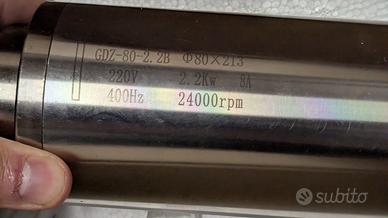 GDZ-80-2.2B Φ80×213
220V 2.2Kw 8A
400Hz 24000rpm
subito